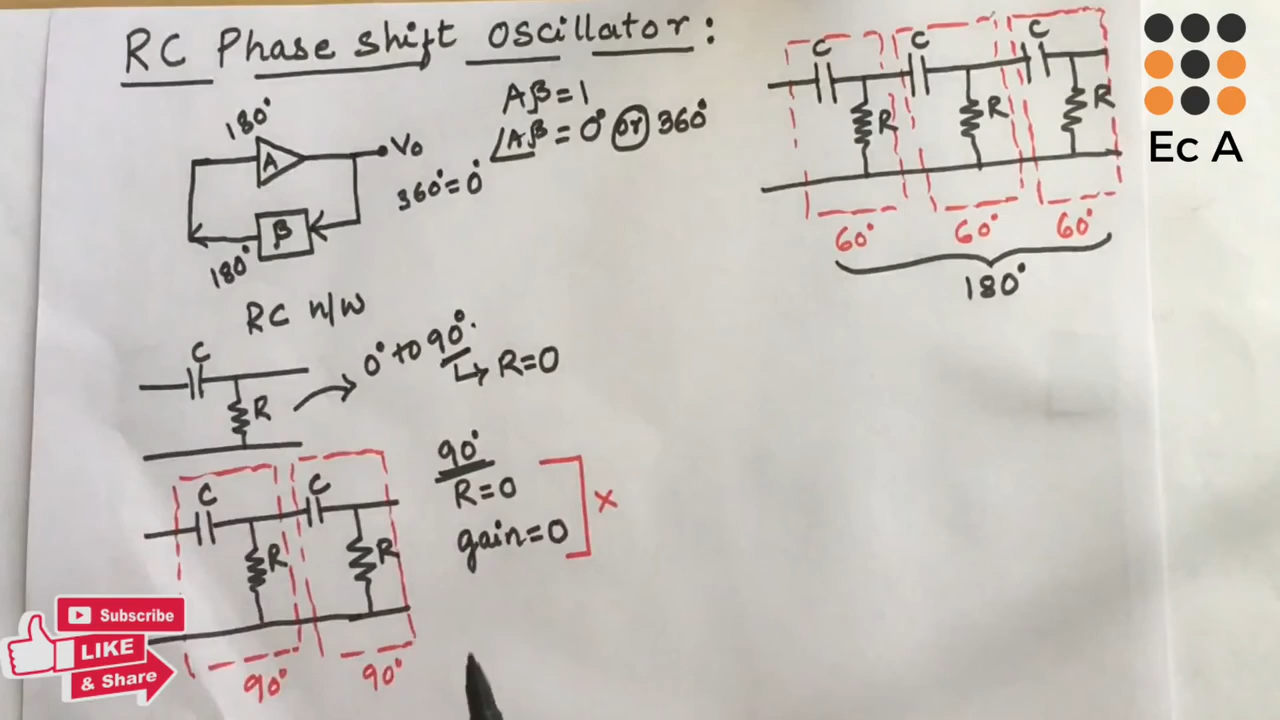 RC Phase shift oscillator :
Aβ=1
∠Aβ = 0° or 360°
180°
A
Vo
360°=0°
β
180°
RC n/w
C
R
0° to 90°.
↳ R=0
C
C
R
R
90°
90°
90°
R=0
gain=0
×
C
C
C
R
R
R
60°
60°
60°
180°
Ec A
Subscribe
LIKE
& Share